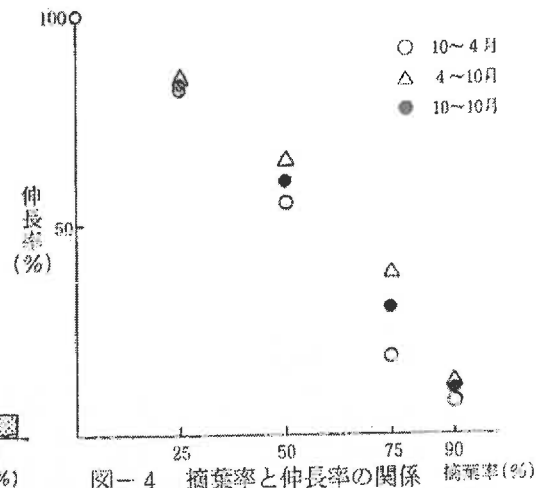 100
○ 10～4月
△ 4～10月
● 10～10月
伸長率(%)
50
25 50 75 90
%)
図－4 摘葉率と伸長率の関係 摘葉率(%)